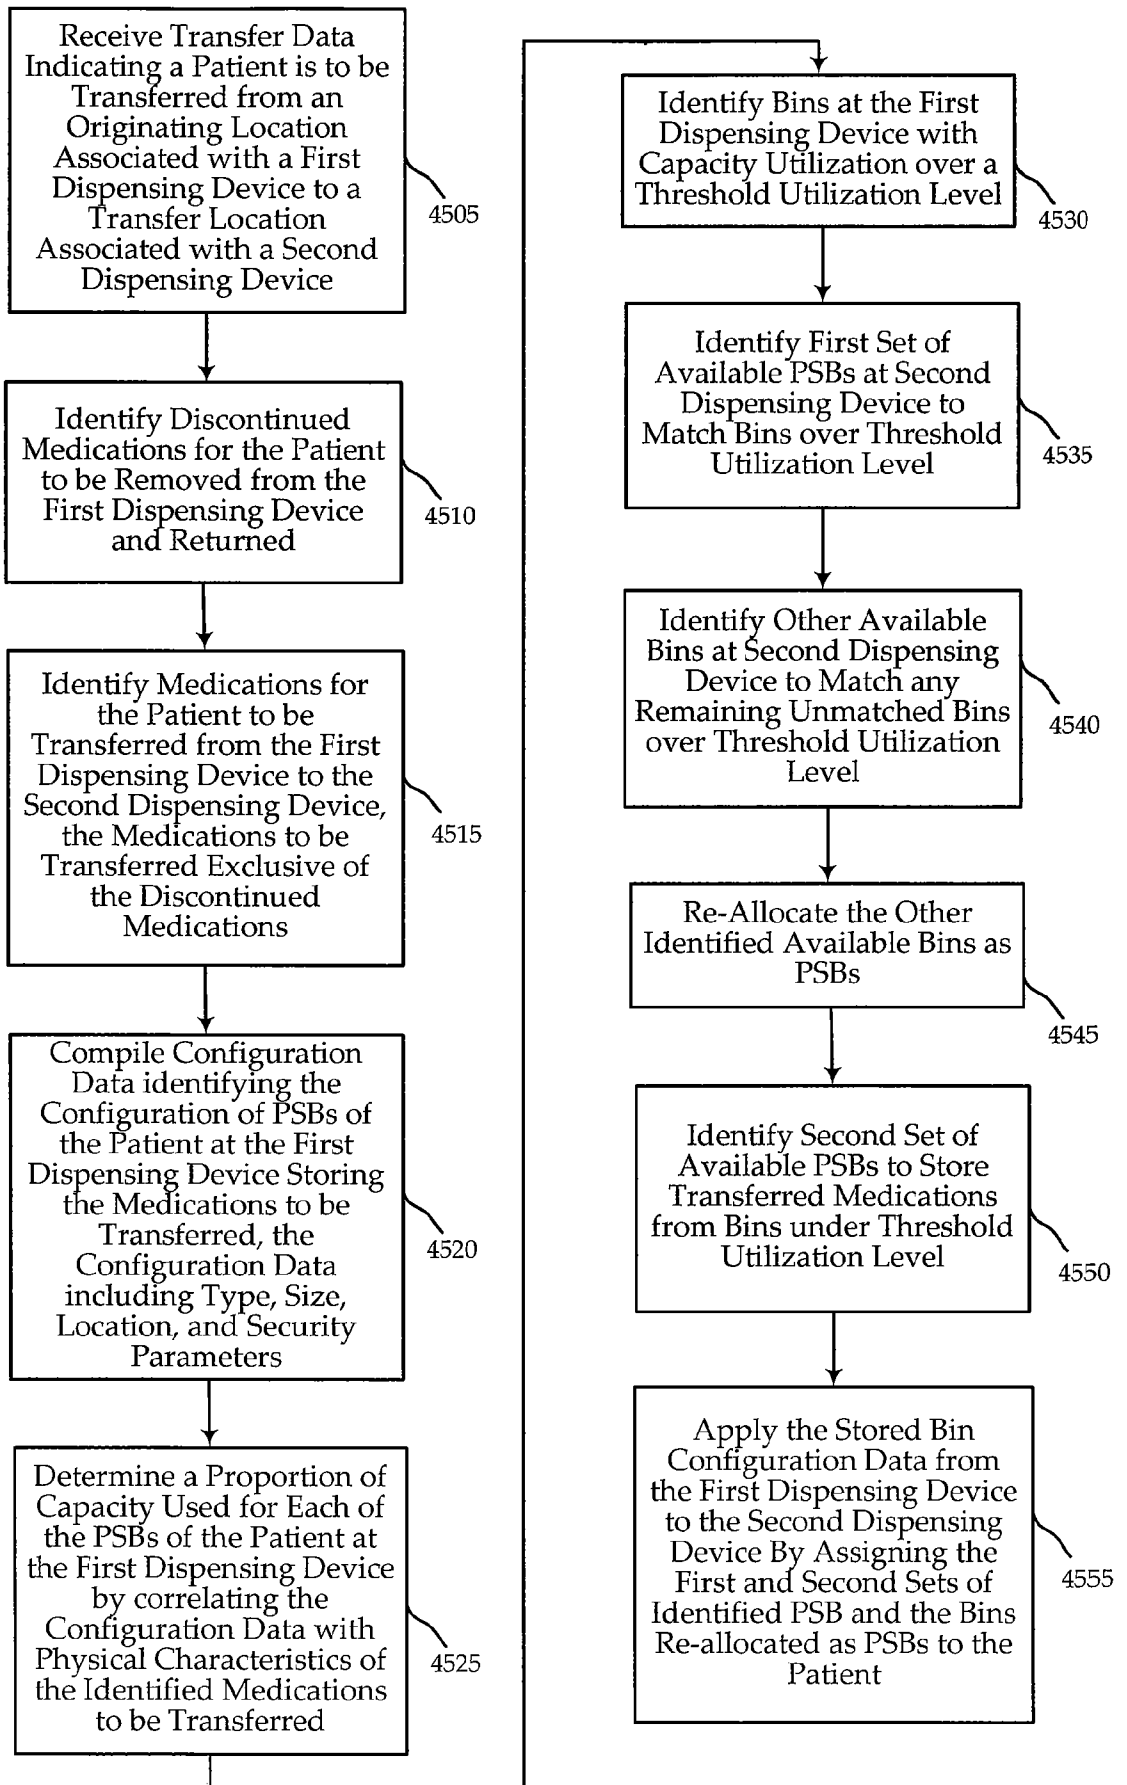 Receive Transfer Data
Indicating a Patient is to be
Transferred from an
Originating Location
Associated with a First
Dispensing Device to a
Transfer Location
Associated with a Second
Dispensing Device
4505
Identify Discontinued
Medications for the Patient
to be Removed from the
First Dispensing Device
and Returned
4510
Identify Medications for
the Patient to be
Transferred from the First
Dispensing Device to the
Second Dispensing Device,
the Medications to be
Transferred Exclusive of
the Discontinued
Medications
4515
Compile Configuration
Data identifying the
Configuration of PSBs of
the Patient at the First
Dispensing Device Storing
the Medications to be
Transferred, the
Configuration Data
including Type, Size,
Location, and Security
Parameters
4520
Determine a Proportion of
Capacity Used for Each of
the PSBs of the Patient at
the First Dispensing Device
by correlating the
Configuration Data with
Physical Characteristics of
the Identified Medications
to be Transferred
4525
Identify Bins at the First
Dispensing Device with
Capacity Utilization over a
Threshold Utilization Level
4530
Identify First Set of
Available PSBs at Second
Dispensing Device to
Match Bins over Threshold
Utilization Level
4535
Identify Other Available
Bins at Second Dispensing
Device to Match any
Remaining Unmatched Bins
over Threshold Utilization
Level
4540
Re-Allocate the Other
Identified Available Bins as
PSBs
4545
Identify Second Set of
Available PSBs to Store
Transferred Medications
from Bins under Threshold
Utilization Level
4550
Apply the Stored Bin
Configuration Data from
the First Dispensing Device
to the Second Dispensing
Device By Assigning the
First and Second Sets of
Identified PSB and the Bins
Re-allocated as PSBs to the
Patient
4555